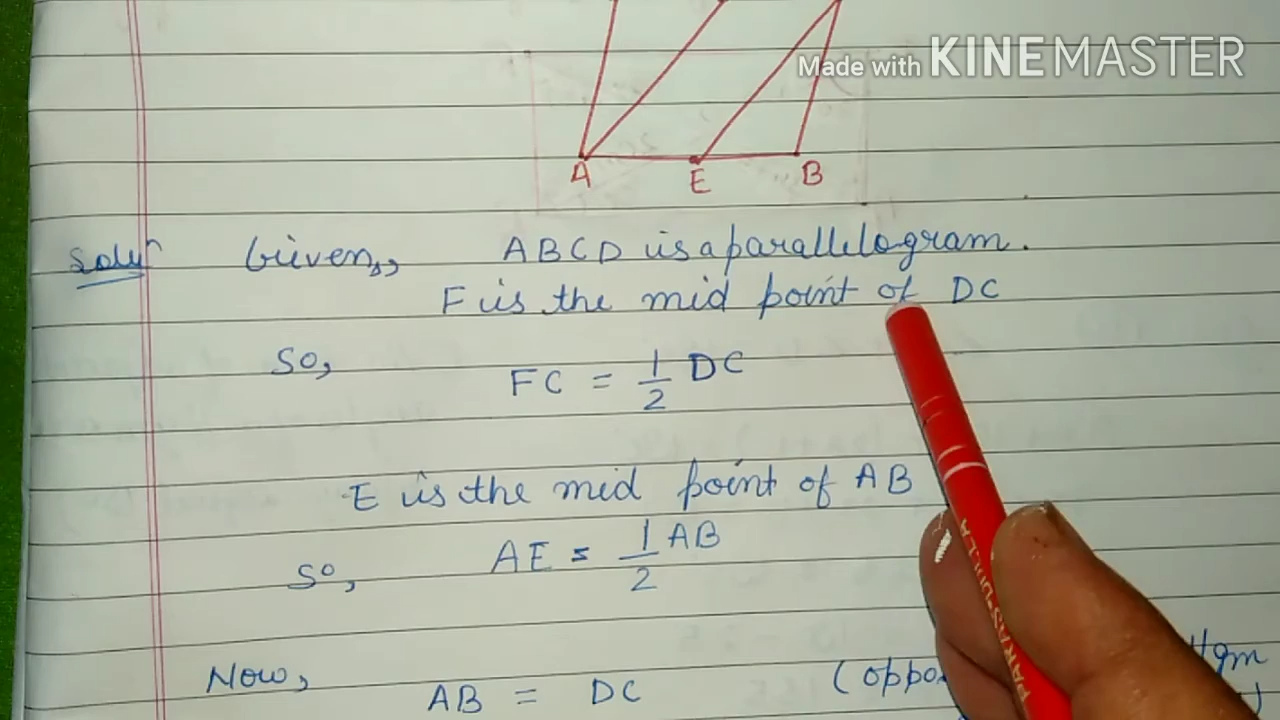 Made with KINEMASTER
A E B
Solun Given,, ABCD is a parallelogram.
F is the mid point of DC
So, FC = 1/2 DC
E is the mid point of AB
So, AE = 1/2 AB
Now, AB = DC (oppo